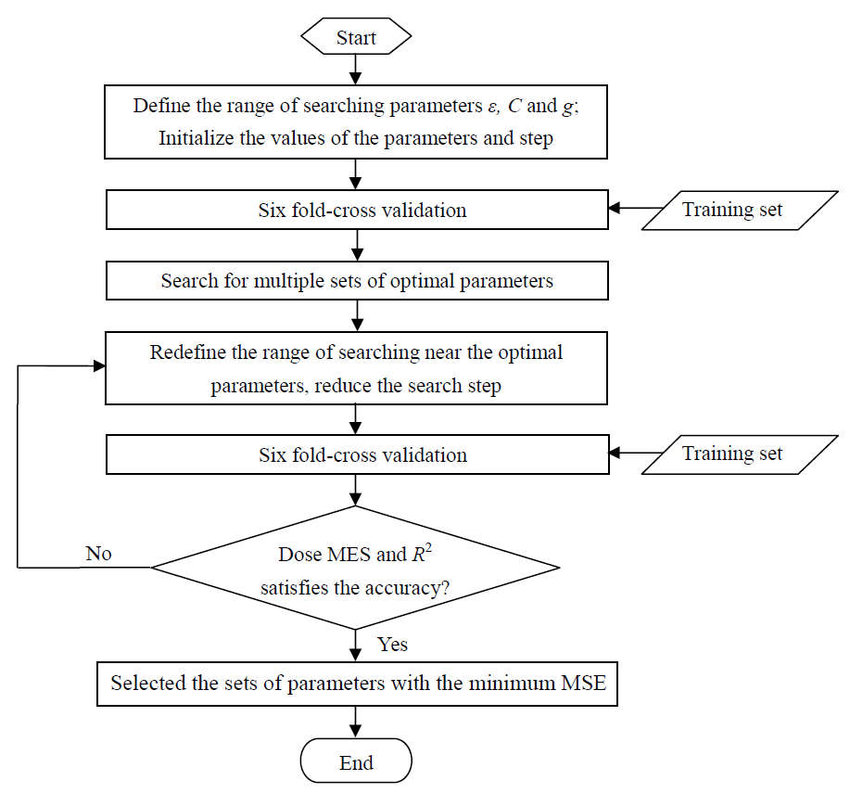 Start
Define the range of searching parameters ε, C and g;
Initialize the values of the parameters and step
Six fold-cross validation
Training set
Search for multiple sets of optimal parameters
Redefine the range of searching near the optimal
parameters, reduce the search step
Six fold-cross validation
Training set
No
Dose MES and R²
satisfies the accuracy?
Yes
Selected the sets of parameters with the minimum MSE
End